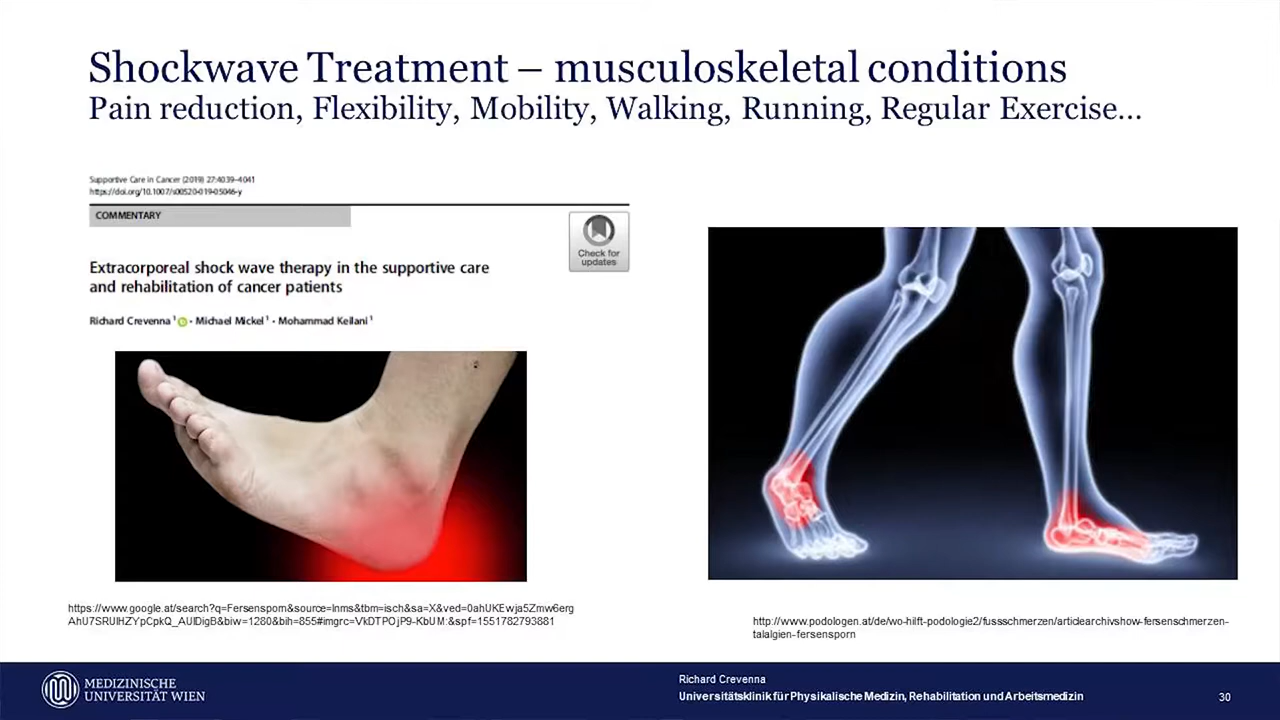 Shockwave Treatment – musculoskeletal conditions
Pain reduction, Flexibility, Mobility, Walking, Running, Regular Exercise…
Supportive Care in Cancer (2019) 27:4039–4041
https://doi.org/10.1007/s00520-019-05046-y
COMMENTARY
Check for
updates
Extracorporeal shock wave therapy in the supportive care
and rehabilitation of cancer patients
Richard Crevenna 1 · Michael Mickel 1 · Mohammad Keilani 1
https://www.google.at/search?q=Fersensporn&source=lnms&tbm=isch&sa=X&ved=0ahUKEwja5Zmw6erg
AhU7SRUIHZYpCpkQ_AUIDigB&biw=1280&bih=855#imgrc=VkDTPOjP9-KbUM:&spf=1551782793881
http://www.podologen.at/de/wo-hilft-podologie2/fussschmerzen/articlearchivshow-fersenschmerzen-
talalgien-fersensporn
MEDIZINISCHE
UNIVERSITÄT WIEN
Richard Crevenna
Universitätsklinik für Physikalische Medizin, Rehabilitation und Arbeitsmedizin
30